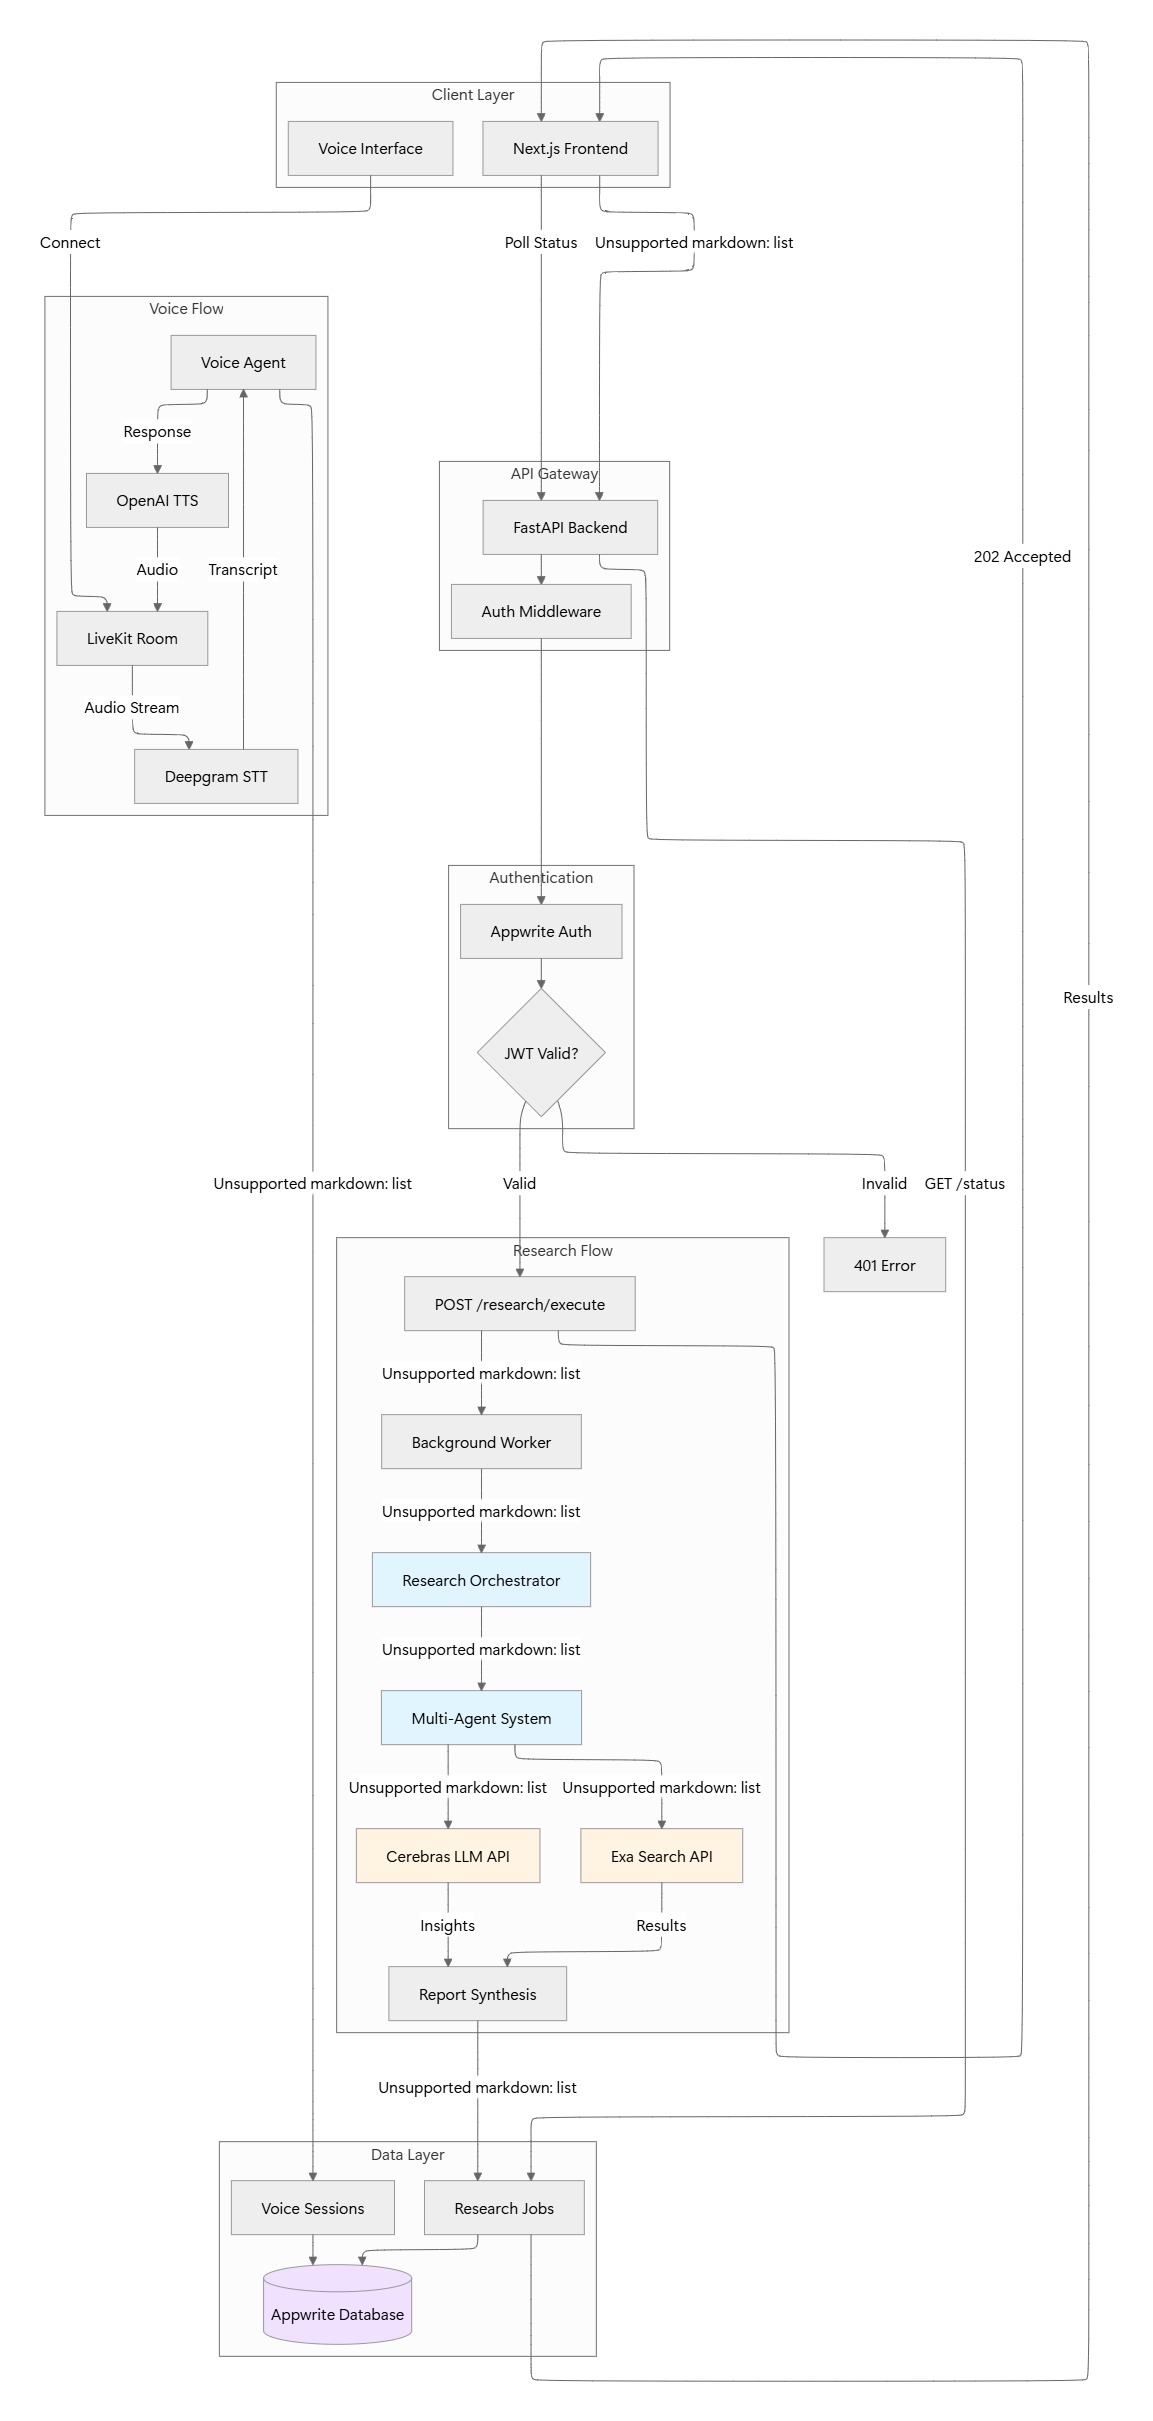 Client Layer
Voice Interface
Next.js Frontend
Connect
Poll Status
Unsupported markdown: list
Voice Flow
Voice Agent
Response
API Gateway
OpenAI TTS
FastAPI Backend
202 Accepted
Audio
Transcript
Auth Middleware
LiveKit Room
Audio Stream
Deepgram STT
Authentication
Appwrite Auth
Results
JWT Valid?
Unsupported markdown: list
Valid
Invalid
GET /status
Research Flow
401 Error
POST /research/execute
Unsupported markdown: list
Background Worker
Unsupported markdown: list
Research Orchestrator
Unsupported markdown: list
Multi-Agent System
Unsupported markdown: list
Unsupported markdown: list
Cerebras LLM API
Exa Search API
Insights
Results
Report Synthesis
Unsupported markdown: list
Data Layer
Voice Sessions
Research Jobs
Appwrite Database